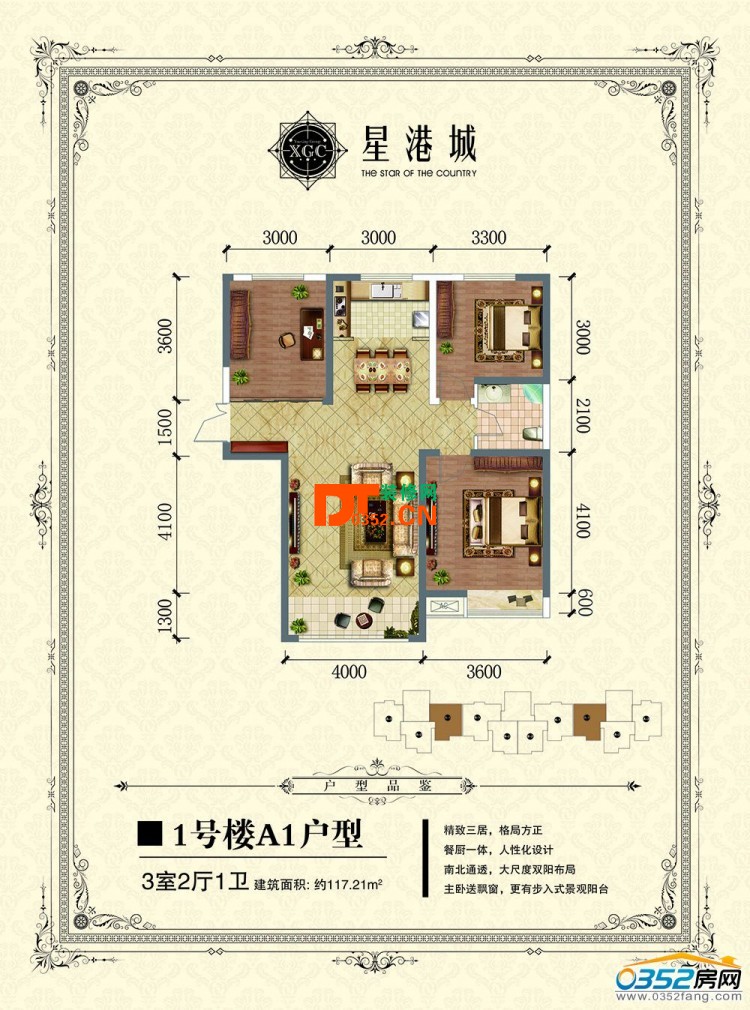 XGC
星港城
THE STAR OF THE COUNTRY
3000 3000 3300
3600
1500
4100
1300
3000
2100
4100
600
DT装修网
0352.CN
AC
4000 3600
户型品鉴
■ 1号楼A1户型
3室2厅1卫 建筑面积: 约117.21m²
精致三居，格局方正
餐厨一体，人性化设计
南北通透，大尺度双阳布局
主卧送飘窗，更有步入式景观阳台
0352房网
www.0352fang.com